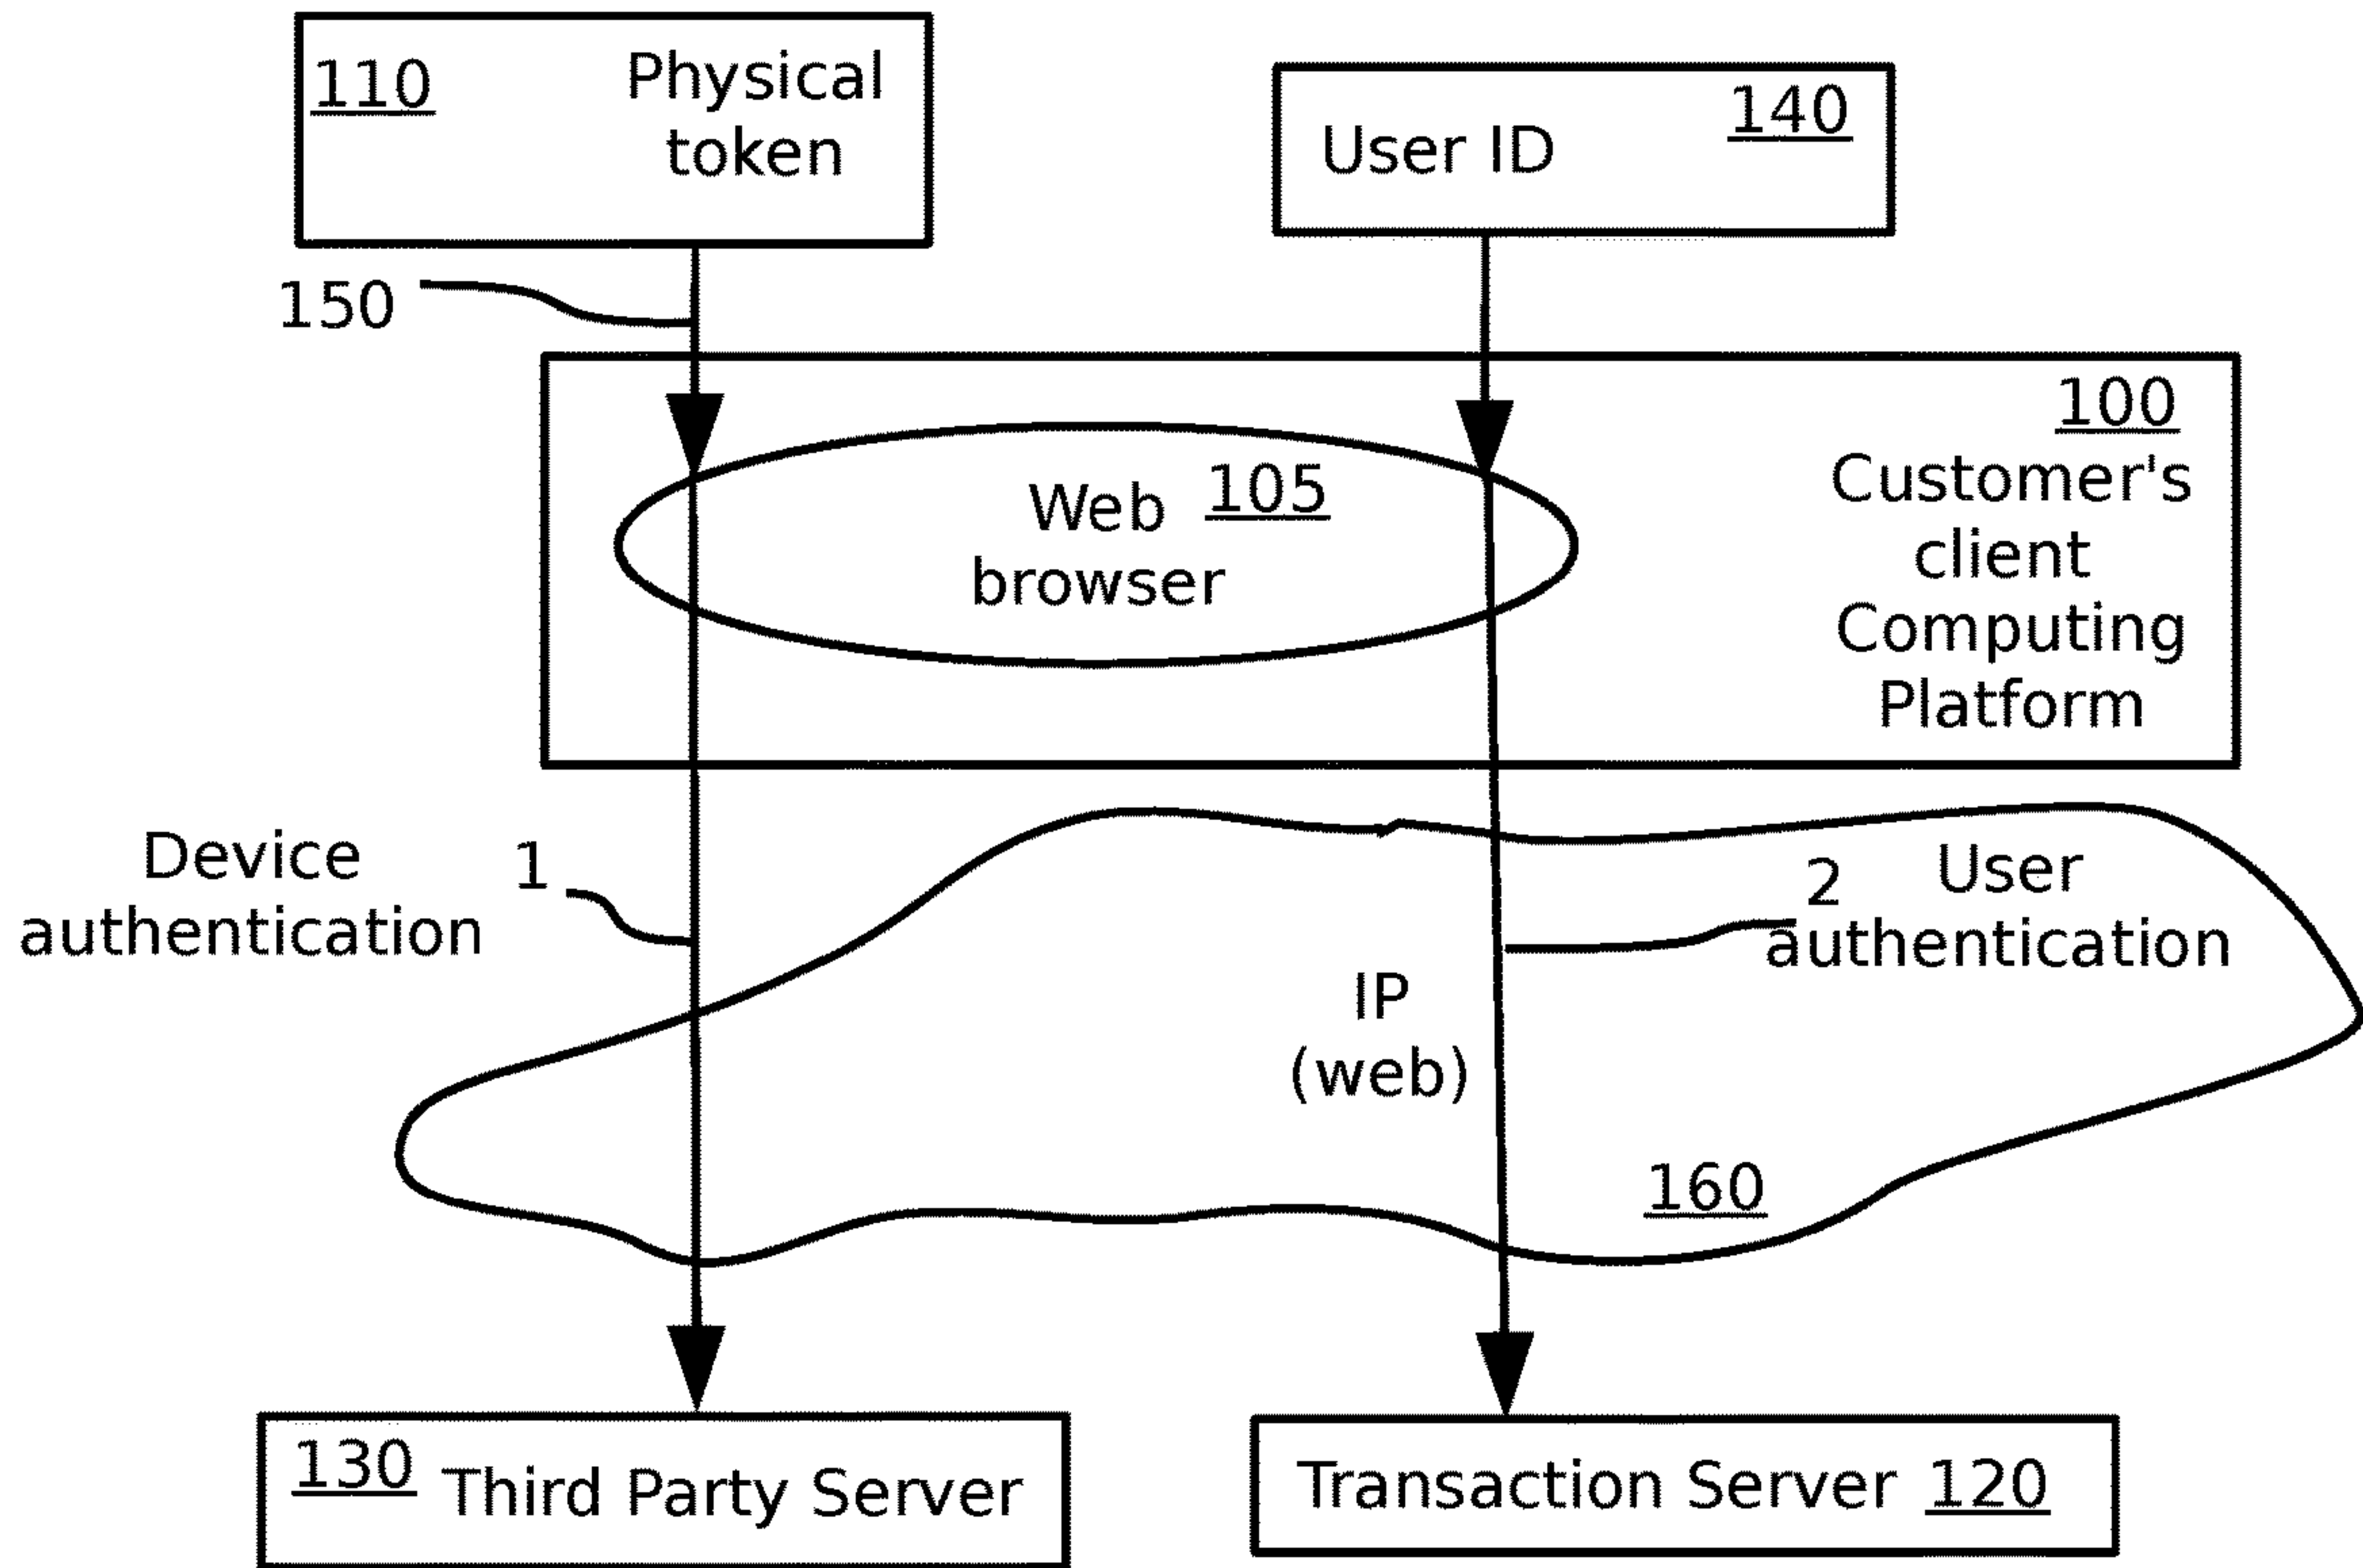 110
Physical
token
User ID
140
150
100
Customer's
client
Computing
Platform
Web 105
browser
Device
authentication
1
2
User
authentication
IP
(web)
160
130 Third Party Server
Transaction Server 120